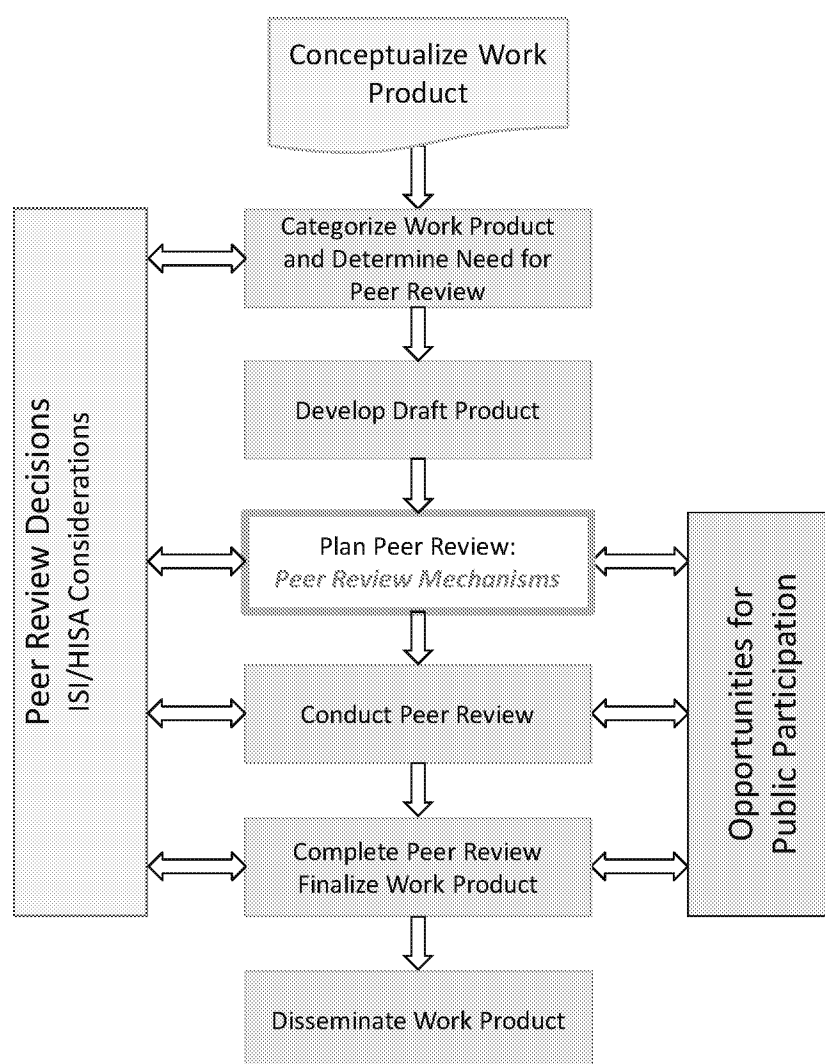 Conceptualize Work
Product
Categorize Work Product
and Determine Need for
Peer Review
Develop Draft Product
Plan Peer Review:
Peer Review Mechanisms
Conduct Peer Review
Complete Peer Review
Finalize Work Product
Disseminate Work Product
Peer Review Decisions
ISI/HISA Considerations
Opportunities for
Public Participation